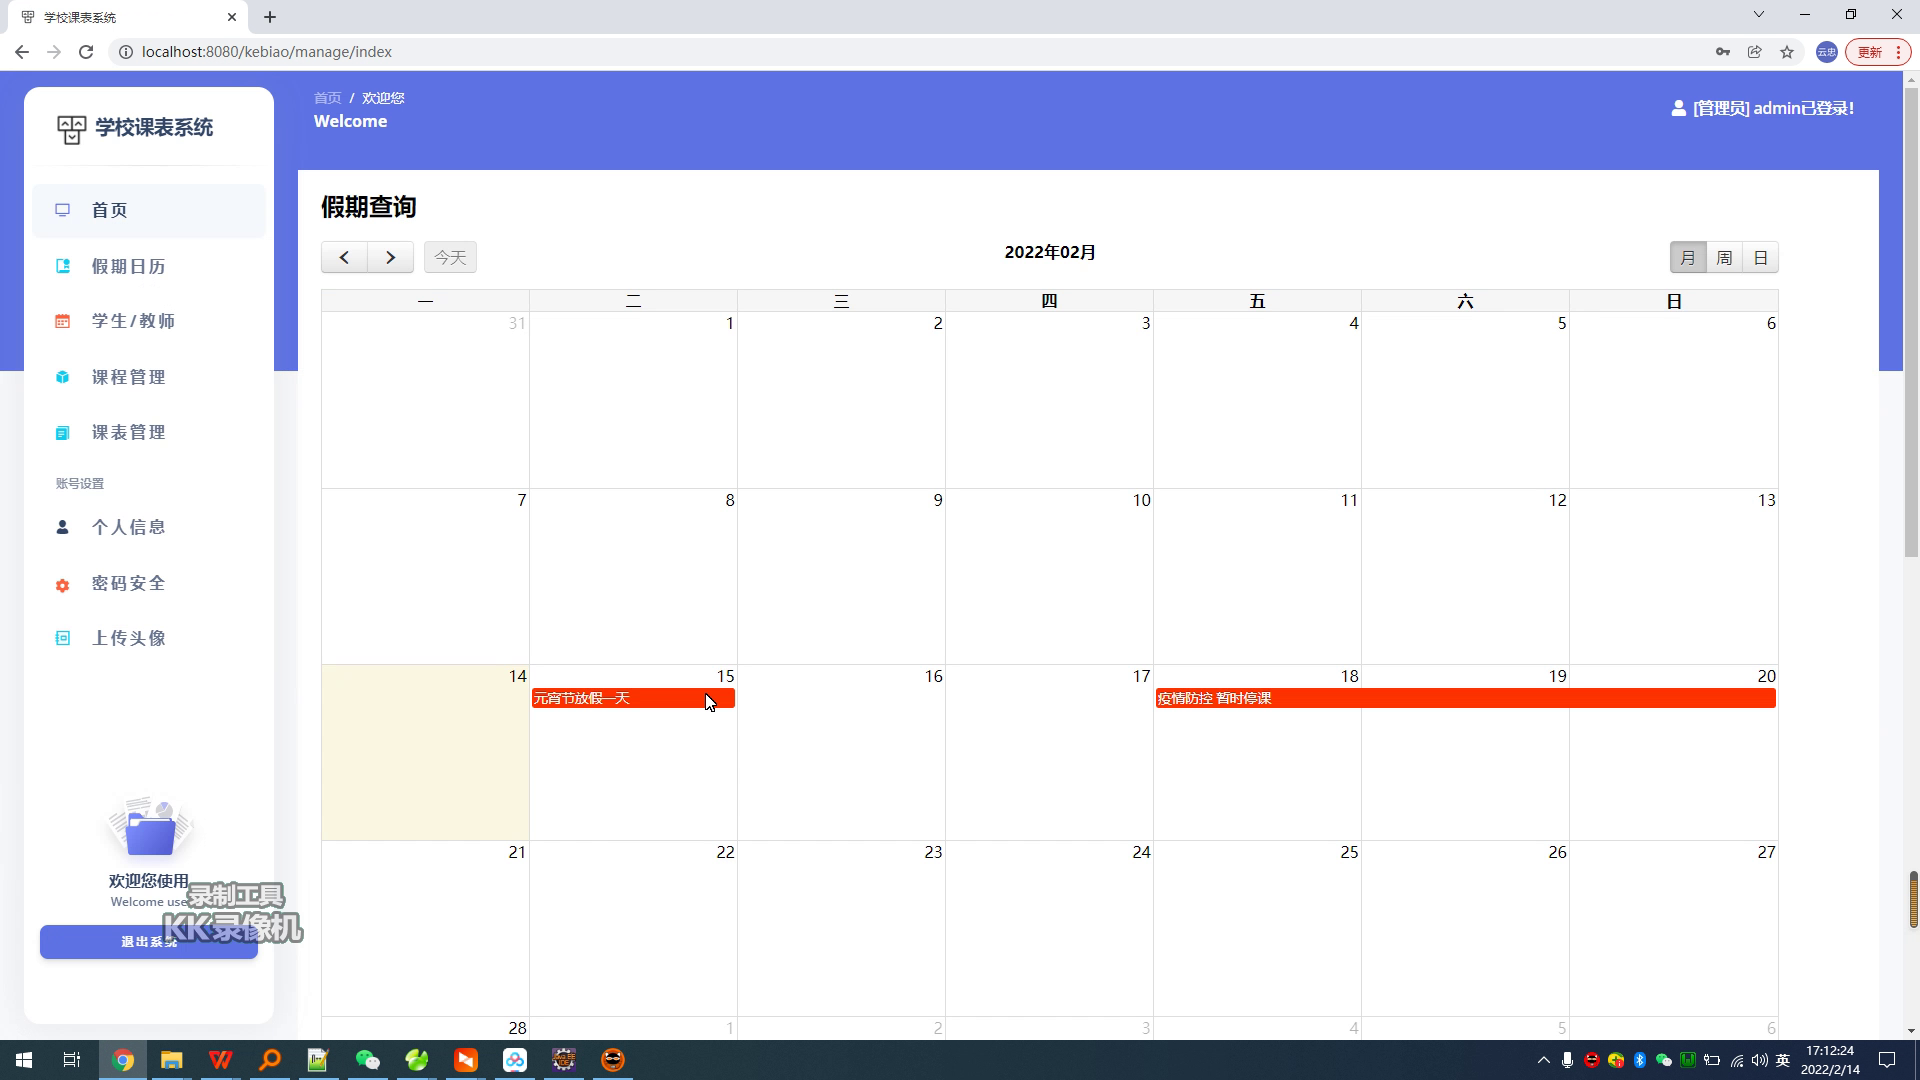 学校课表系统
localhost:8080/kebiao/manage/index
云忠
更新
学校课表系统
首页
假期日历
学生/教师
课程管理
课表管理
账号设置
个人信息
密码安全
上传头像
欢迎您使用
Welcome use
退出系统
录制工具
KK录像机
首页 / 欢迎您
Welcome
[管理员] admin已登录!
假期查询
今天
2022年02月
月 周 日
一 二 三 四 五 六 日
31 1 2 3 4 5 6
7 8 9 10 11 12 13
14 15 16 17 18 19 20
元宵节放假一天 疫情防控 暂时停课
21 22 23 24 25 26 27
28 1 2 3 4 5 6
英
17:12:24
2022/2/14